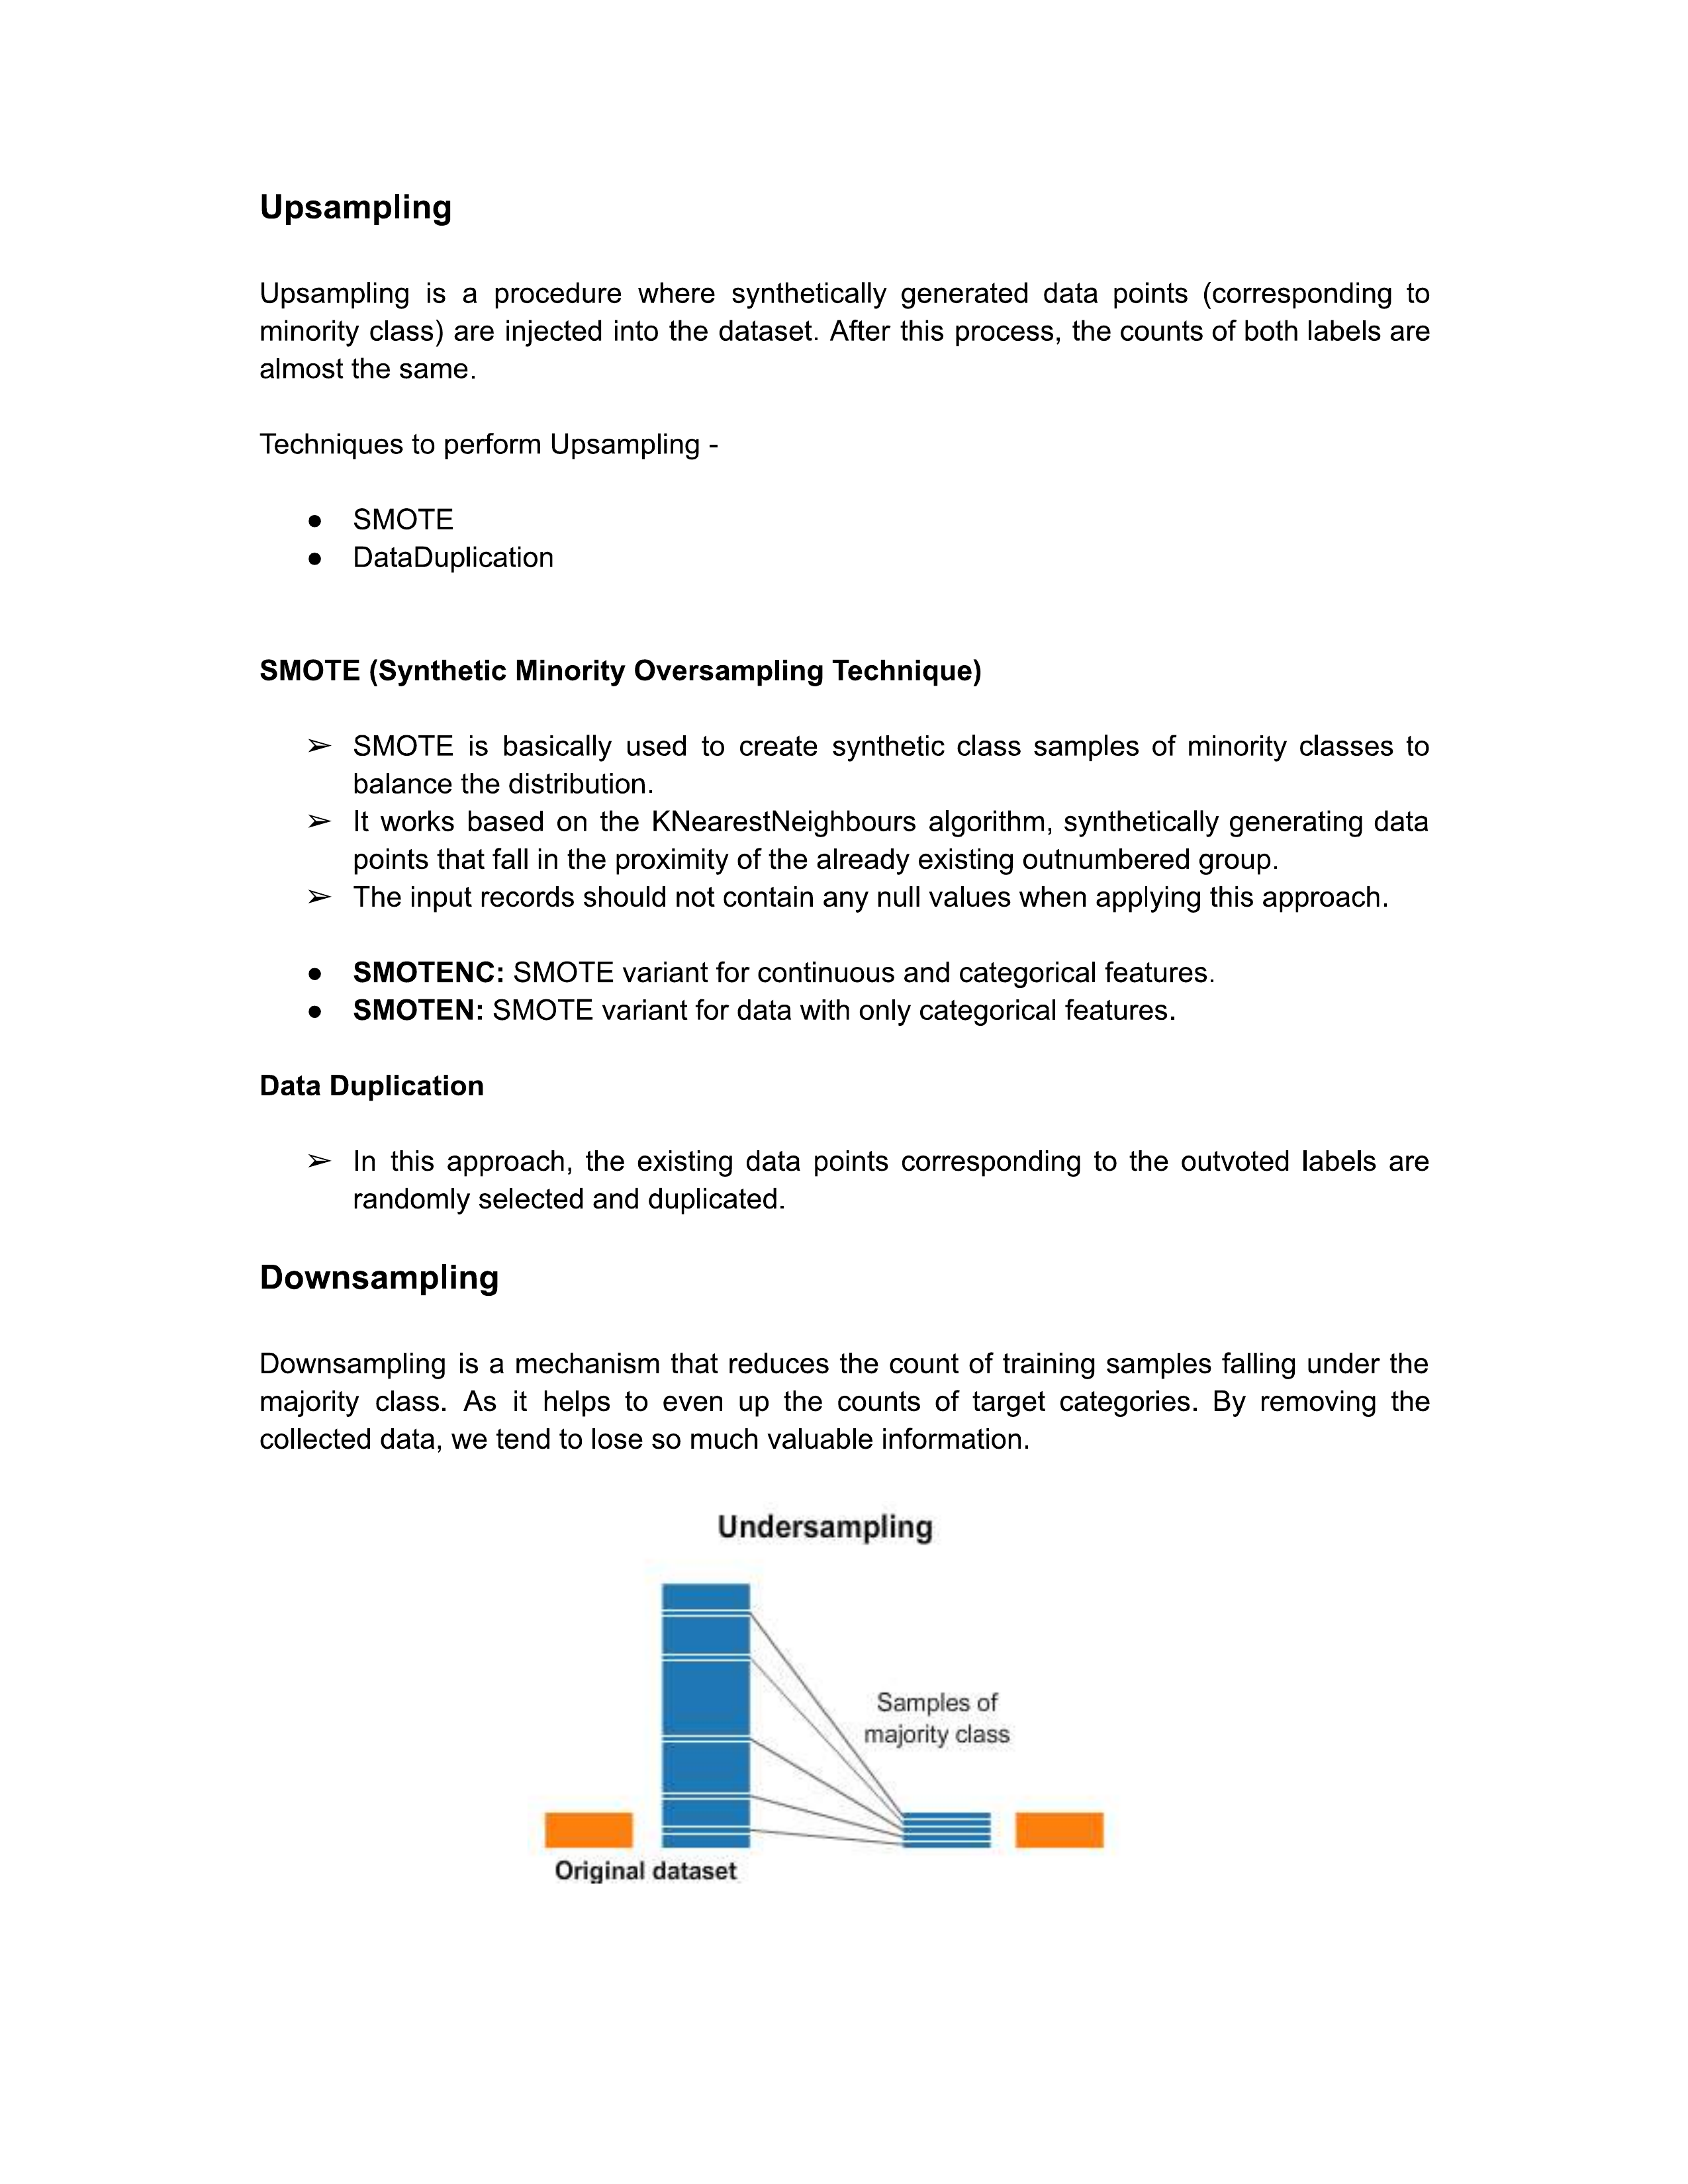 Upsampling
Upsampling is a procedure where synthetically generated data points (corresponding to
minority class) are injected into the dataset. After this process, the counts of both labels are
almost the same.
Techniques to perform Upsampling -
● SMOTE
● DataDuplication
SMOTE (Synthetic Minority Oversampling Technique)
➢ SMOTE is basically used to create synthetic class samples of minority classes to
balance the distribution.
➢ It works based on the KNearestNeighbours algorithm, synthetically generating data
points that fall in the proximity of the already existing outnumbered group.
➢ The input records should not contain any null values when applying this approach.
● SMOTENC: SMOTE variant for continuous and categorical features.
● SMOTEN: SMOTE variant for data with only categorical features.
Data Duplication
➢ In this approach, the existing data points corresponding to the outvoted labels are
randomly selected and duplicated.
Downsampling
Downsampling is a mechanism that reduces the count of training samples falling under the
majority class. As it helps to even up the counts of target categories. By removing the
collected data, we tend to lose so much valuable information.
Undersampling
Samples of
majority class
Original dataset